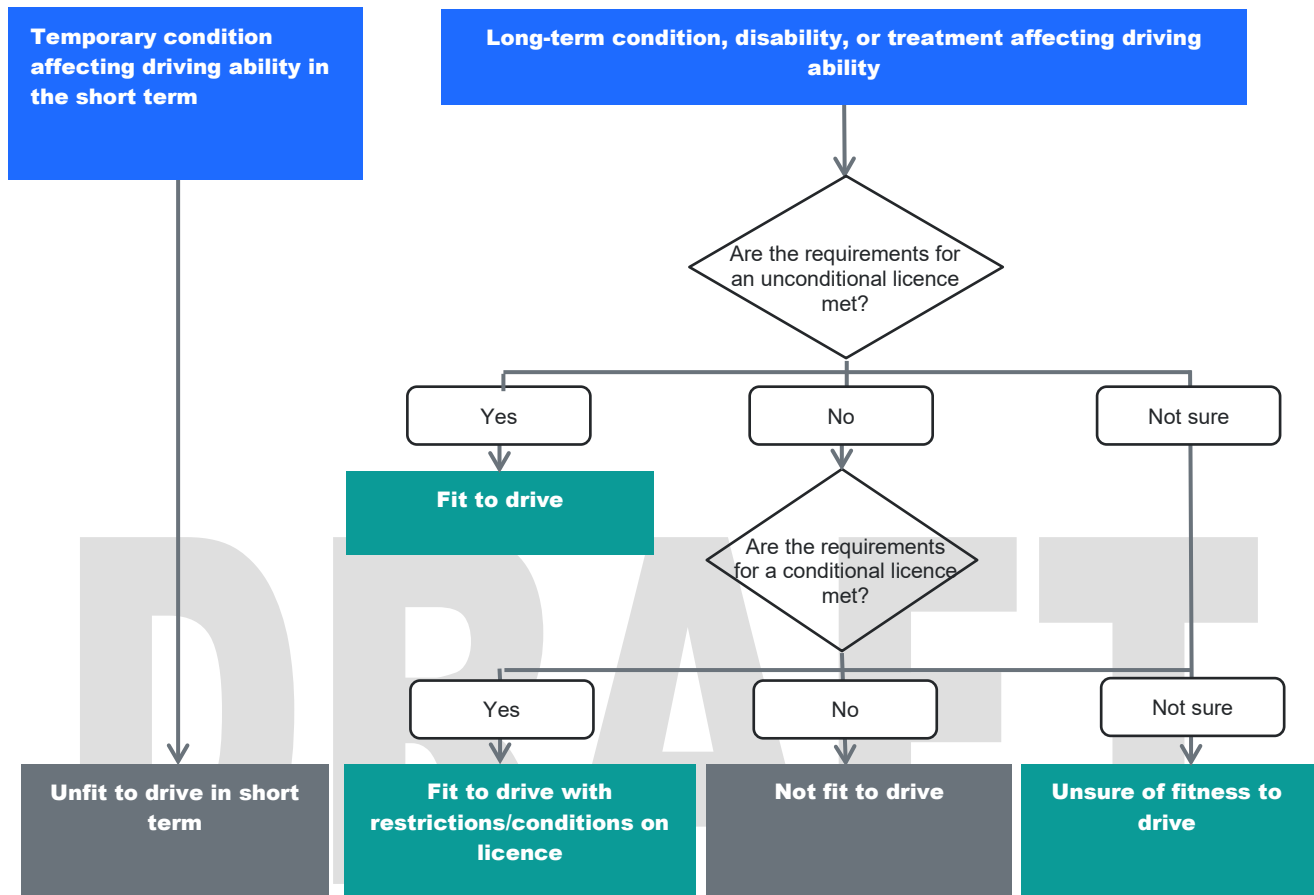 Temporary condition
affecting driving ability in
the short term
Long-term condition, disability, or treatment affecting driving
ability
Are the requirements for
an unconditional licence
met?
Yes
No
Not sure
Fit to drive
Are the requirements
for a conditional licence
met?
Yes
No
Not sure
Unfit to drive in short
term
Fit to drive with
restrictions/conditions on
licence
Not fit to drive
Unsure of fitness to
drive
DRAFT